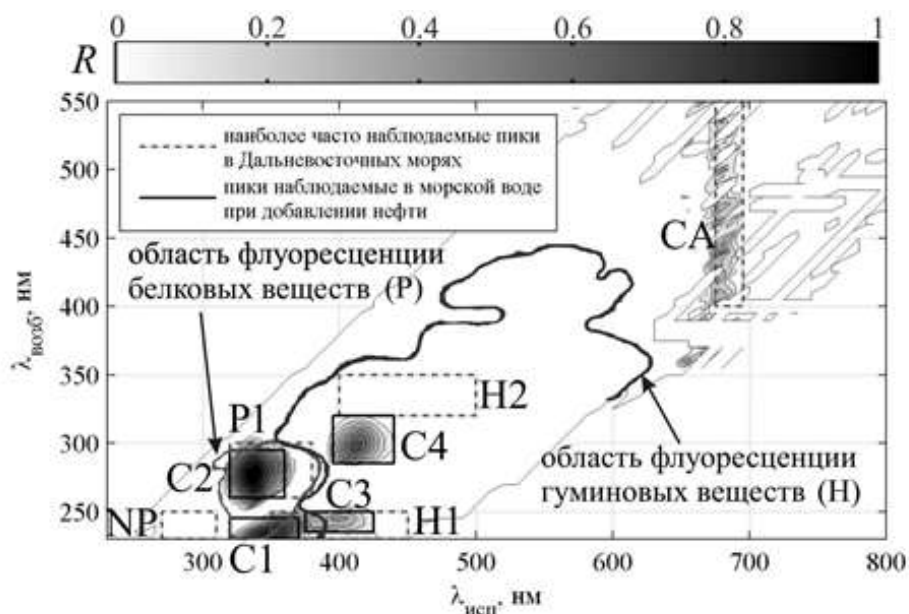 0 0.2 0.4 0.6 0.8 1
R
550
наиболее часто наблюдаемые пики
в Дальневосточных морях
пики наблюдаемые в морской воде
при добавлении нефти
500
450
CA
область флуоресценции
белковых веществ (P)
400
λвозб, нм
350
H2
P1
300
C4
C2
область флуоресценции
гуминовых веществ (H)
C3
250
NP
H1
C1
300 400 500 600 700 800
λисп, нм